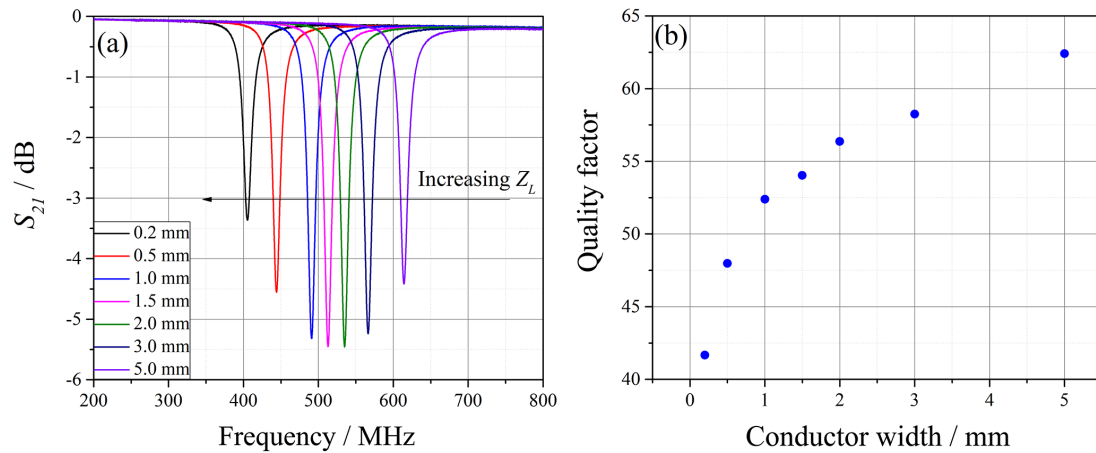 (a)
0
-1
-2
-3
-4
-5
-6
S21 / dB
Increasing ZL
0.2 mm
0.5 mm
1.0 mm
1.5 mm
2.0 mm
3.0 mm
5.0 mm
200 300 400 500 600 700 800
Frequency / MHz
(b)
65
60
55
50
45
40
Quality factor
0 1 2 3 4 5
Conductor width / mm